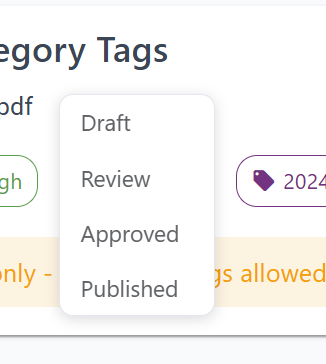 egory Tags
pdf
Draft
gh
Review
2024
Approved
only - gs allowed
Published